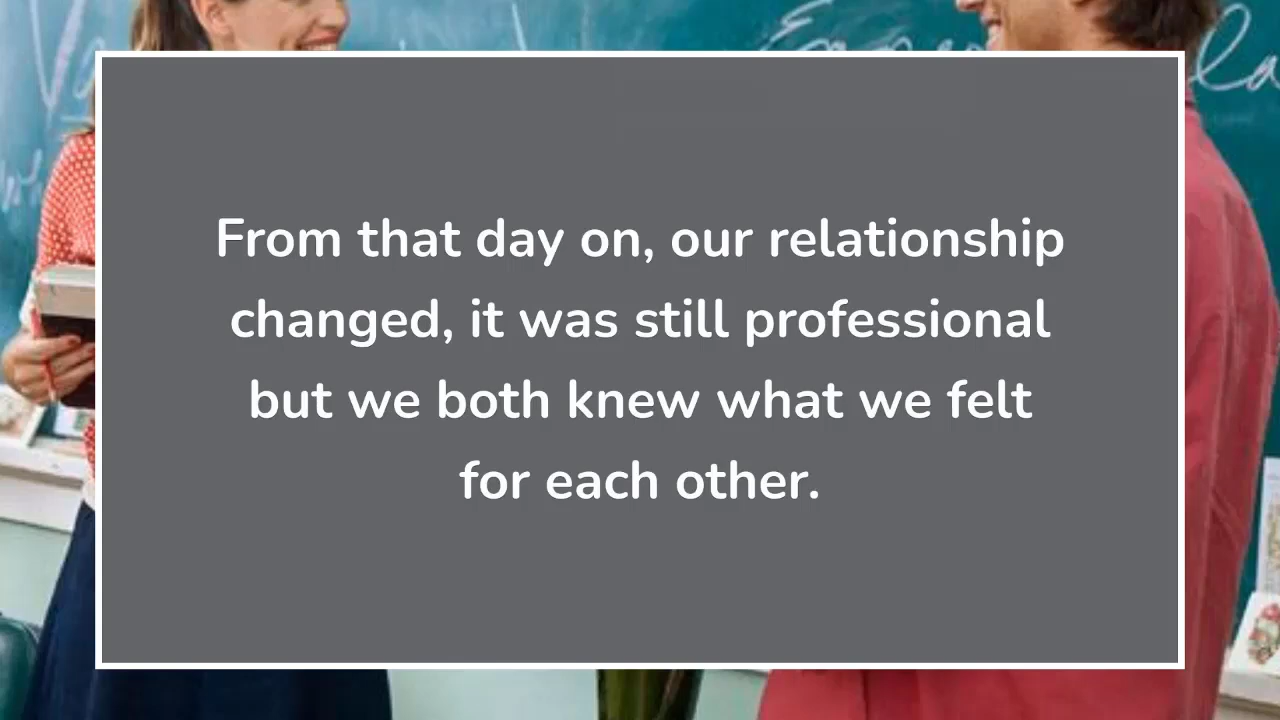 From that day on, our relationship
changed, it was still professional
but we both knew what we felt
for each other.